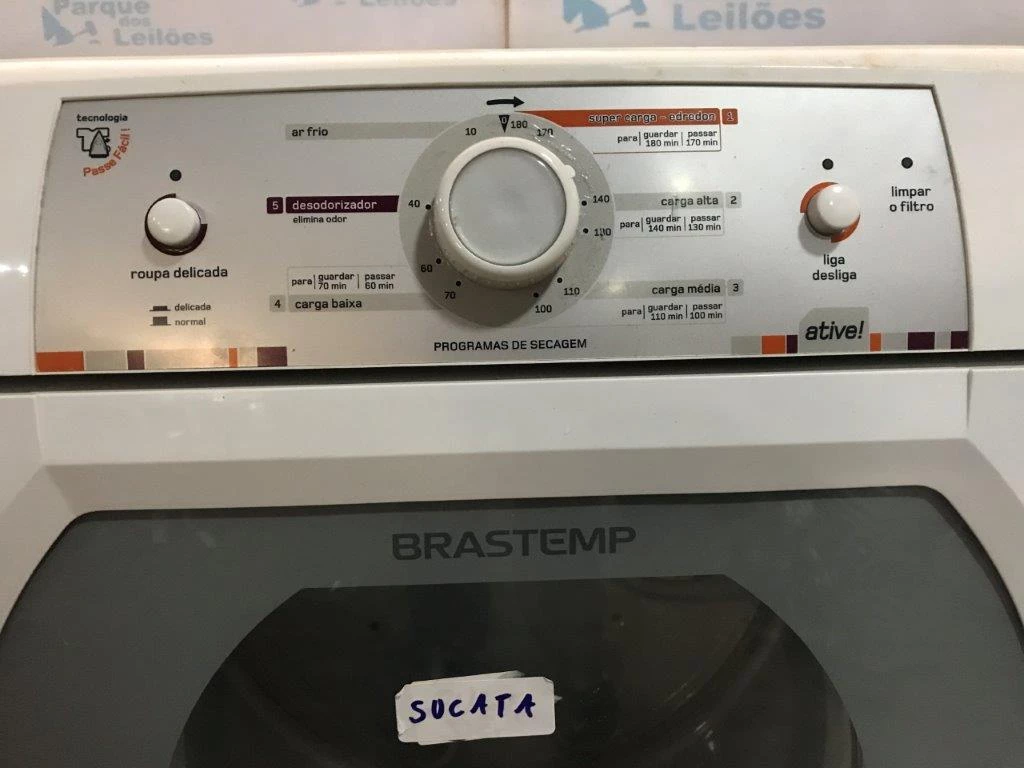 Parque
dos
Leilões
Leilões
tecnologia
Passe Fácil!
roupa delicada
delicada
normal
ar frio
5 desodorizador
elimina odor
para guardar 70 min passar 60 min
4 carga baixa
0
10
180
170
40
140
60
70
110
100
PROGRAMAS DE SECAGEM
super carga - edredon 1
para guardar 180 min passar 170 min
carga alta 2
para guardar 140 min passar 130 min
carga média 3
para guardar 110 min passar 100 min
liga
desliga
limpar
o filtro
ative!
BRASTEMP
SUCATA